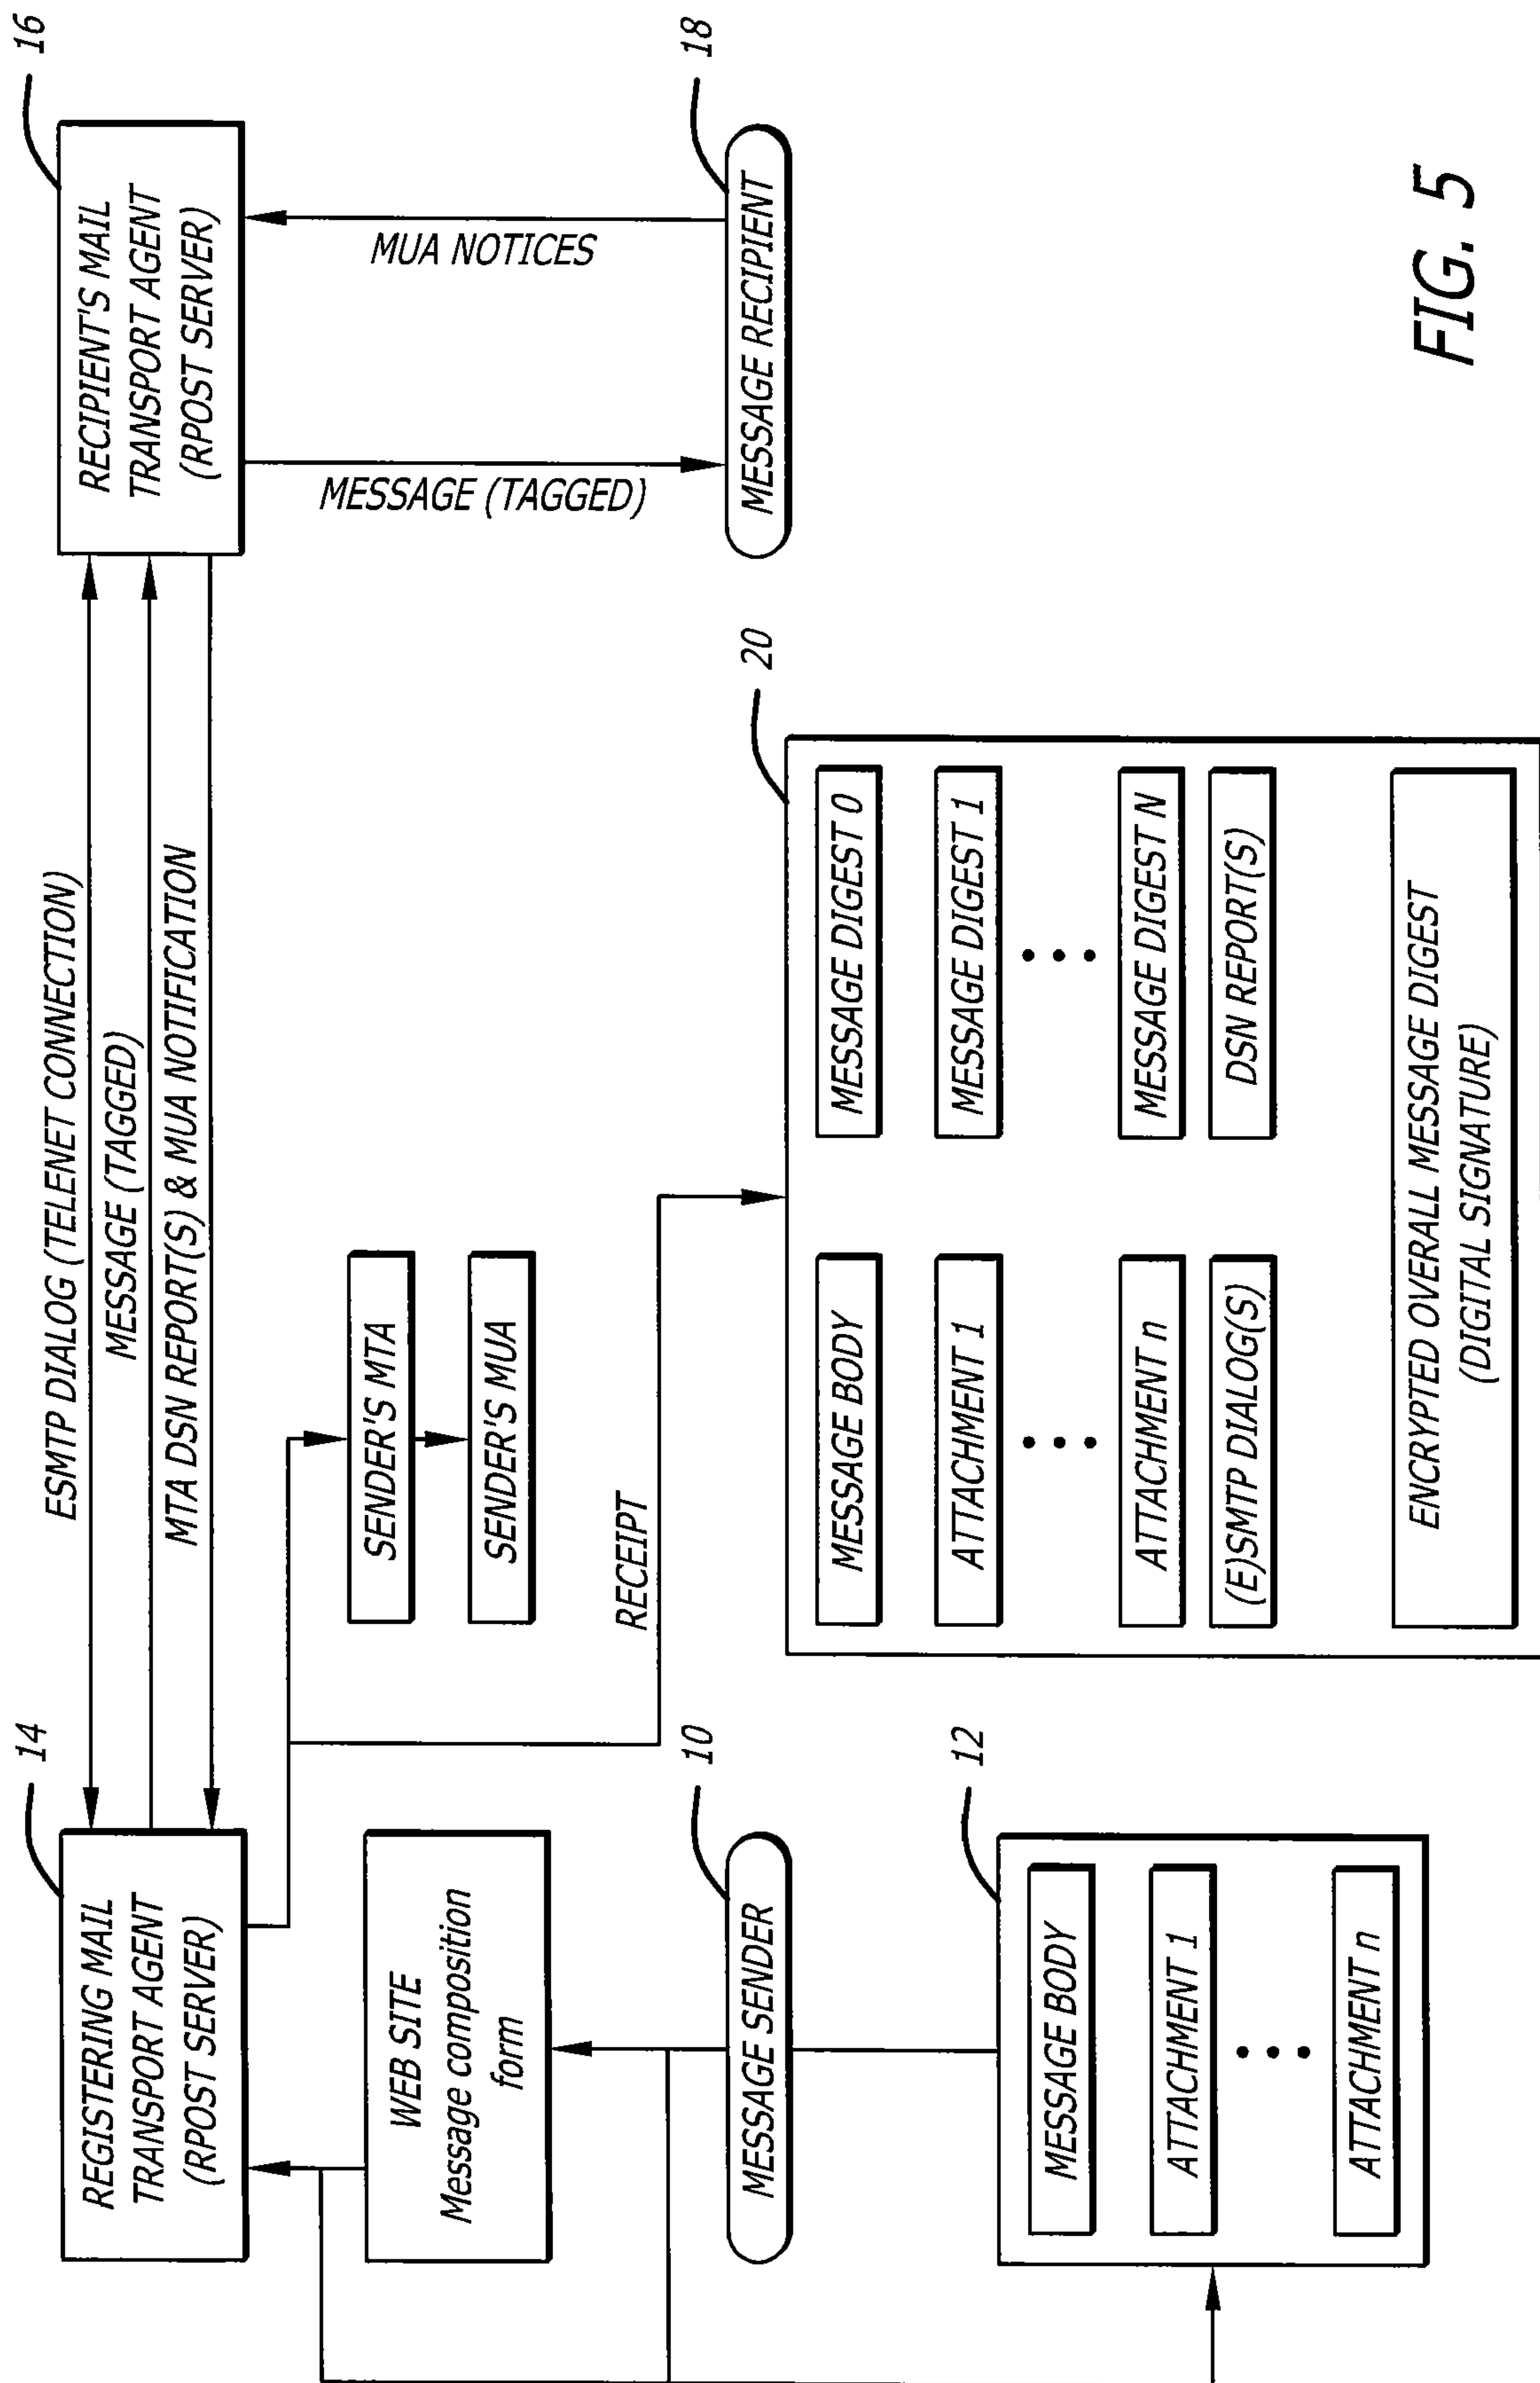 14
REGISTERING MAIL
TRANSPORT AGENT
(RPOST SERVER)
ESMTP DIALOG (TELENET CONNECTION)
MESSAGE (TAGGED)
MTA DSN REPORT(S) & MUA NOTIFICATION
16
RECIPIENT'S MAIL
TRANSPORT AGENT
(RPOST SERVER)
WEB SITE
Message composition
form
SENDER'S MTA
SENDER'S MUA
MESSAGE (TAGGED)
MUA NOTICES
RECEIPT
10
MESSAGE SENDER
18
MESSAGE RECIPIENT
12
MESSAGE BODY
ATTACHMENT 1
ATTACHMENT n
20
MESSAGE BODY
MESSAGE DIGEST 0
ATTACHMENT 1
MESSAGE DIGEST 1
ATTACHMENT n
MESSAGE DIGEST N
(E)SMTP DIALOG(S)
DSN REPORT(S)
ENCRYPTED OVERALL MESSAGE DIGEST
(DIGITAL SIGNATURE)
FIG. 5